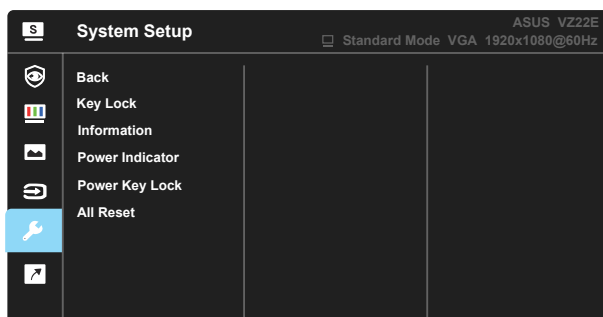 S
System Setup
ASUS VZ22E
Standard Mode VGA 1920x1080@60Hz
Back
Key Lock
Information
Power Indicator
Power Key Lock
All Reset